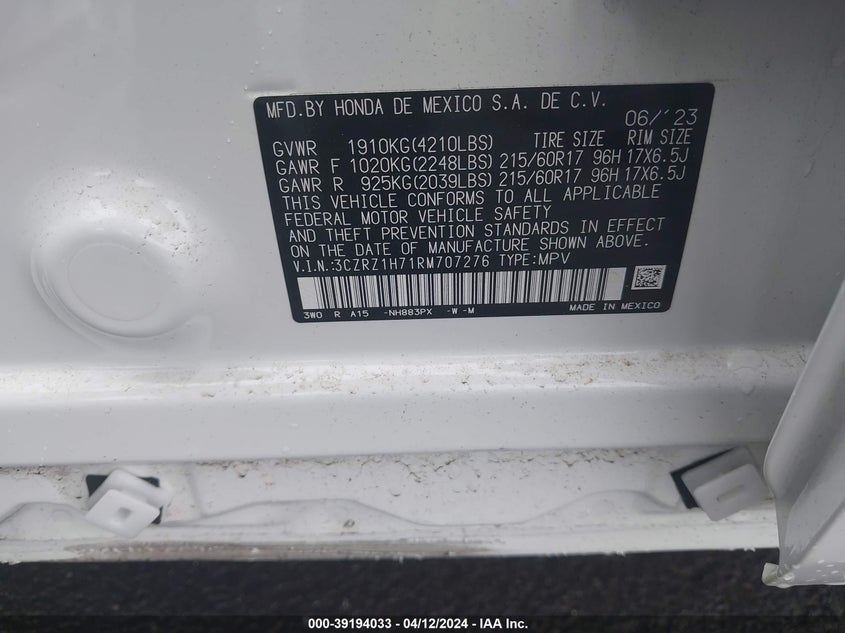 MFD.BY HONDA DE MEXICO S.A. DE C.V.
06/'23
GVWR 1910KG(4210LBS) TIRE SIZE RIM SIZE
GAWR F 1020KG(2248LBS) 215/60R17 96H 17X6.5J
GAWR R 925KG(2039LBS) 215/60R17 96H 17X6.5J
THIS VEHICLE CONFORMS TO ALL APPLICABLE
FEDERAL MOTOR VEHICLE SAFETY
AND THEFT PREVENTION STANDARDS IN EFFECT
ON THE DATE OF MANUFACTURE SHOWN ABOVE.
V.I.N.:3CZRZ1H71RM707276 TYPE:MPV
3W0 R A15 -NH883PX -W -M MADE IN MEXICO
000-39194033 - 04/12/2024 - IAA Inc.